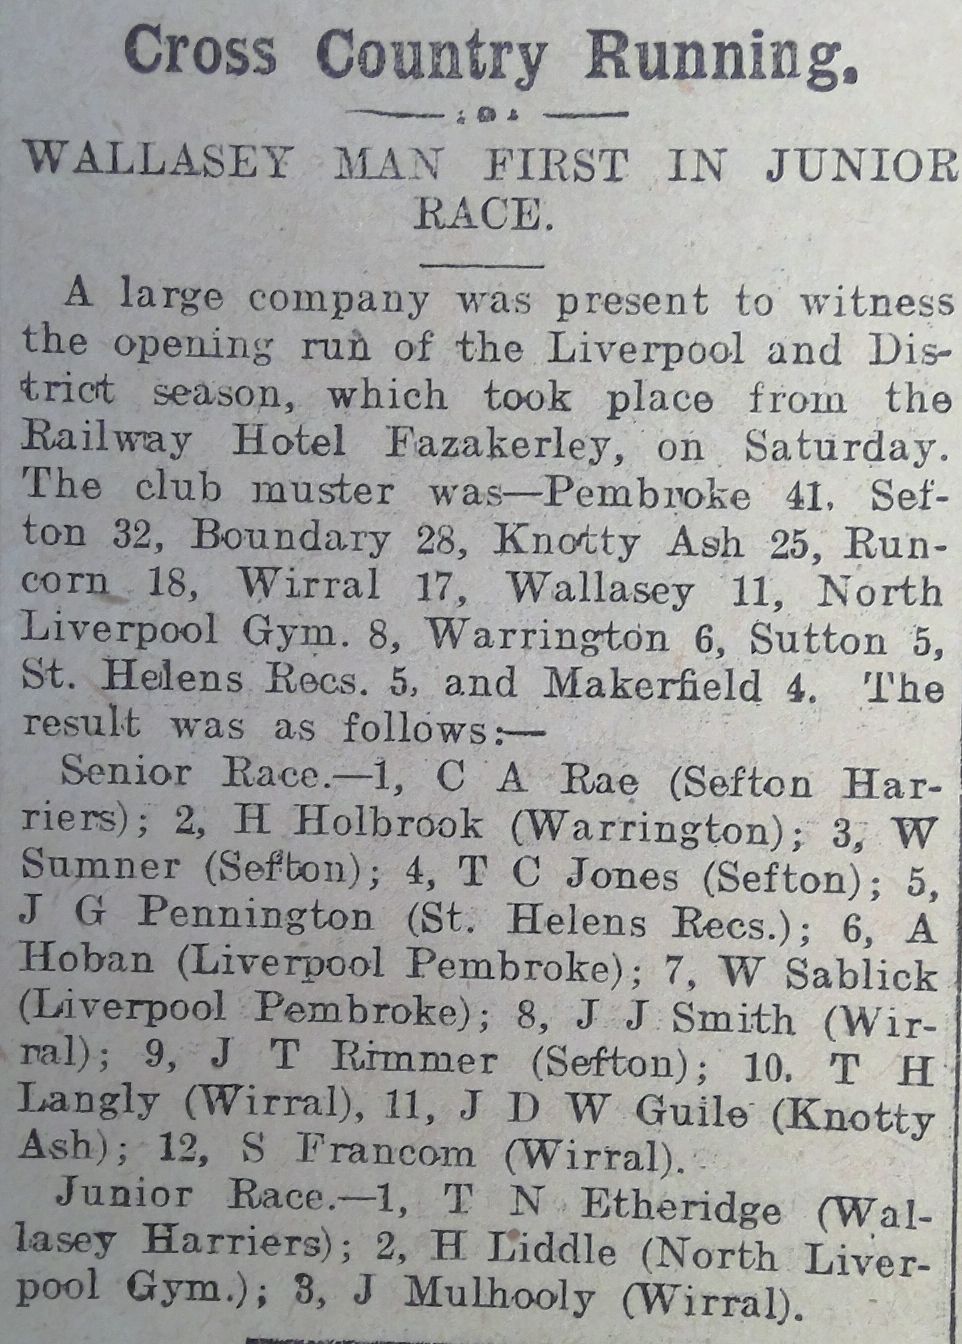 Cross Country Running.
WALLASEY MAN FIRST IN JUNIOR
RACE.
A large company was present to witness
the opening run of the Liverpool and Dis-
trict season, which took place from the
Railway Hotel Fazakerley, on Saturday.
The club muster was—Pembroke 41, Sef-
ton 32, Boundary 28, Knotty Ash 25, Run-
corn 18, Wirral 17, Wallasey 11, North
Liverpool Gym. 8, Warrington 6, Sutton 5,
St. Helens Recs. 5, and Makerfield 4. The
result was as follows:—
Senior Race.—1, C A Rae (Sefton Har-
riers); 2, H Holbrook (Warrington); 3, W
Sumner (Sefton); 4, T C Jones (Sefton); 5,
J G Pennington (St. Helens Recs.); 6, A
Hoban (Liverpool Pembroke); 7, W Sablick
(Liverpool Pembroke); 8, J J Smith (Wir-
ral); 9, J T Rimmer (Sefton); 10. T H
Langly (Wirral), 11, J D W Guile (Knotty
Ash); 12, S Francom (Wirral).
Junior Race.—1, T N Etheridge (Wal-
lasey Harriers); 2, H Liddle (North Liver-
pool Gym.); 3, J Mulhooly (Wirral).